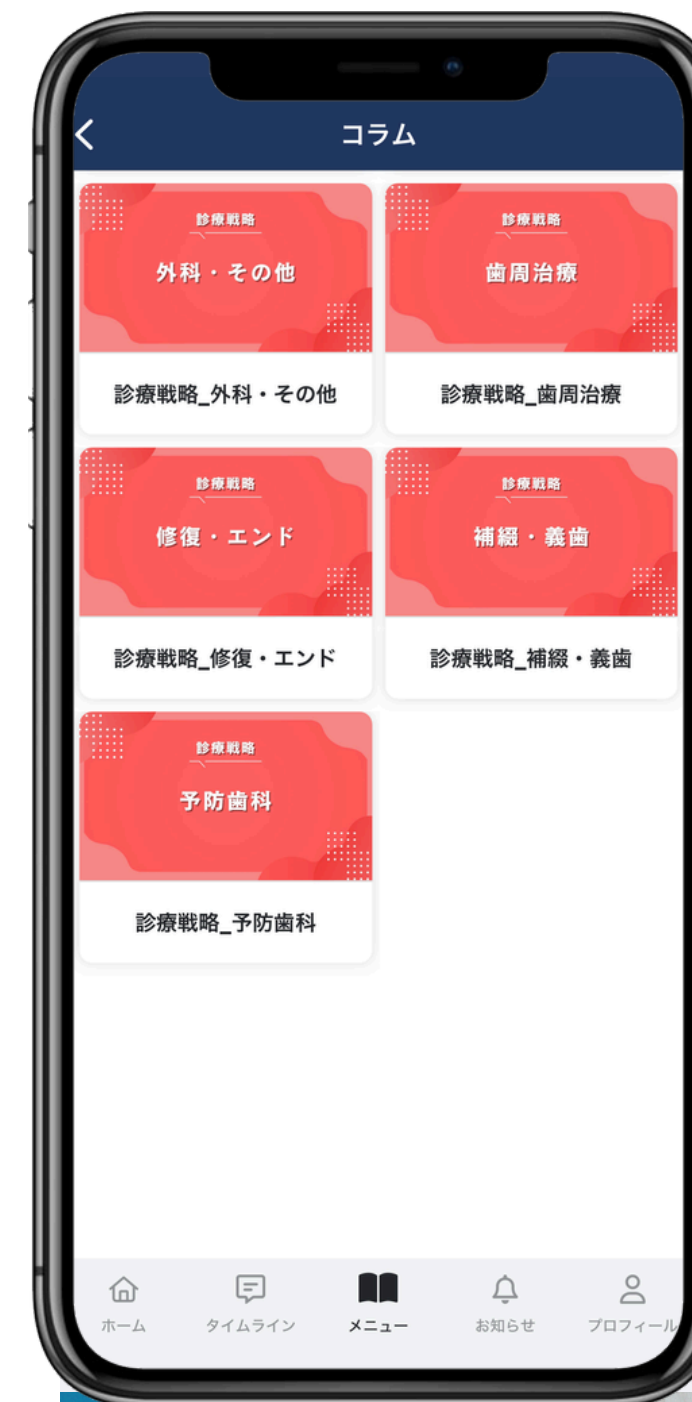 コラム
診療戦略
外科・その他
診療戦略_外科・その他
診療戦略
歯周治療
診療戦略_歯周治療
診療戦略
修復・エンド
診療戦略_修復・エンド
診療戦略
補綴・義歯
診療戦略_補綴・義歯
診療戦略
予防歯科
診療戦略_予防歯科
ホーム
タイムライン
メニュー
お知らせ
プロフィール